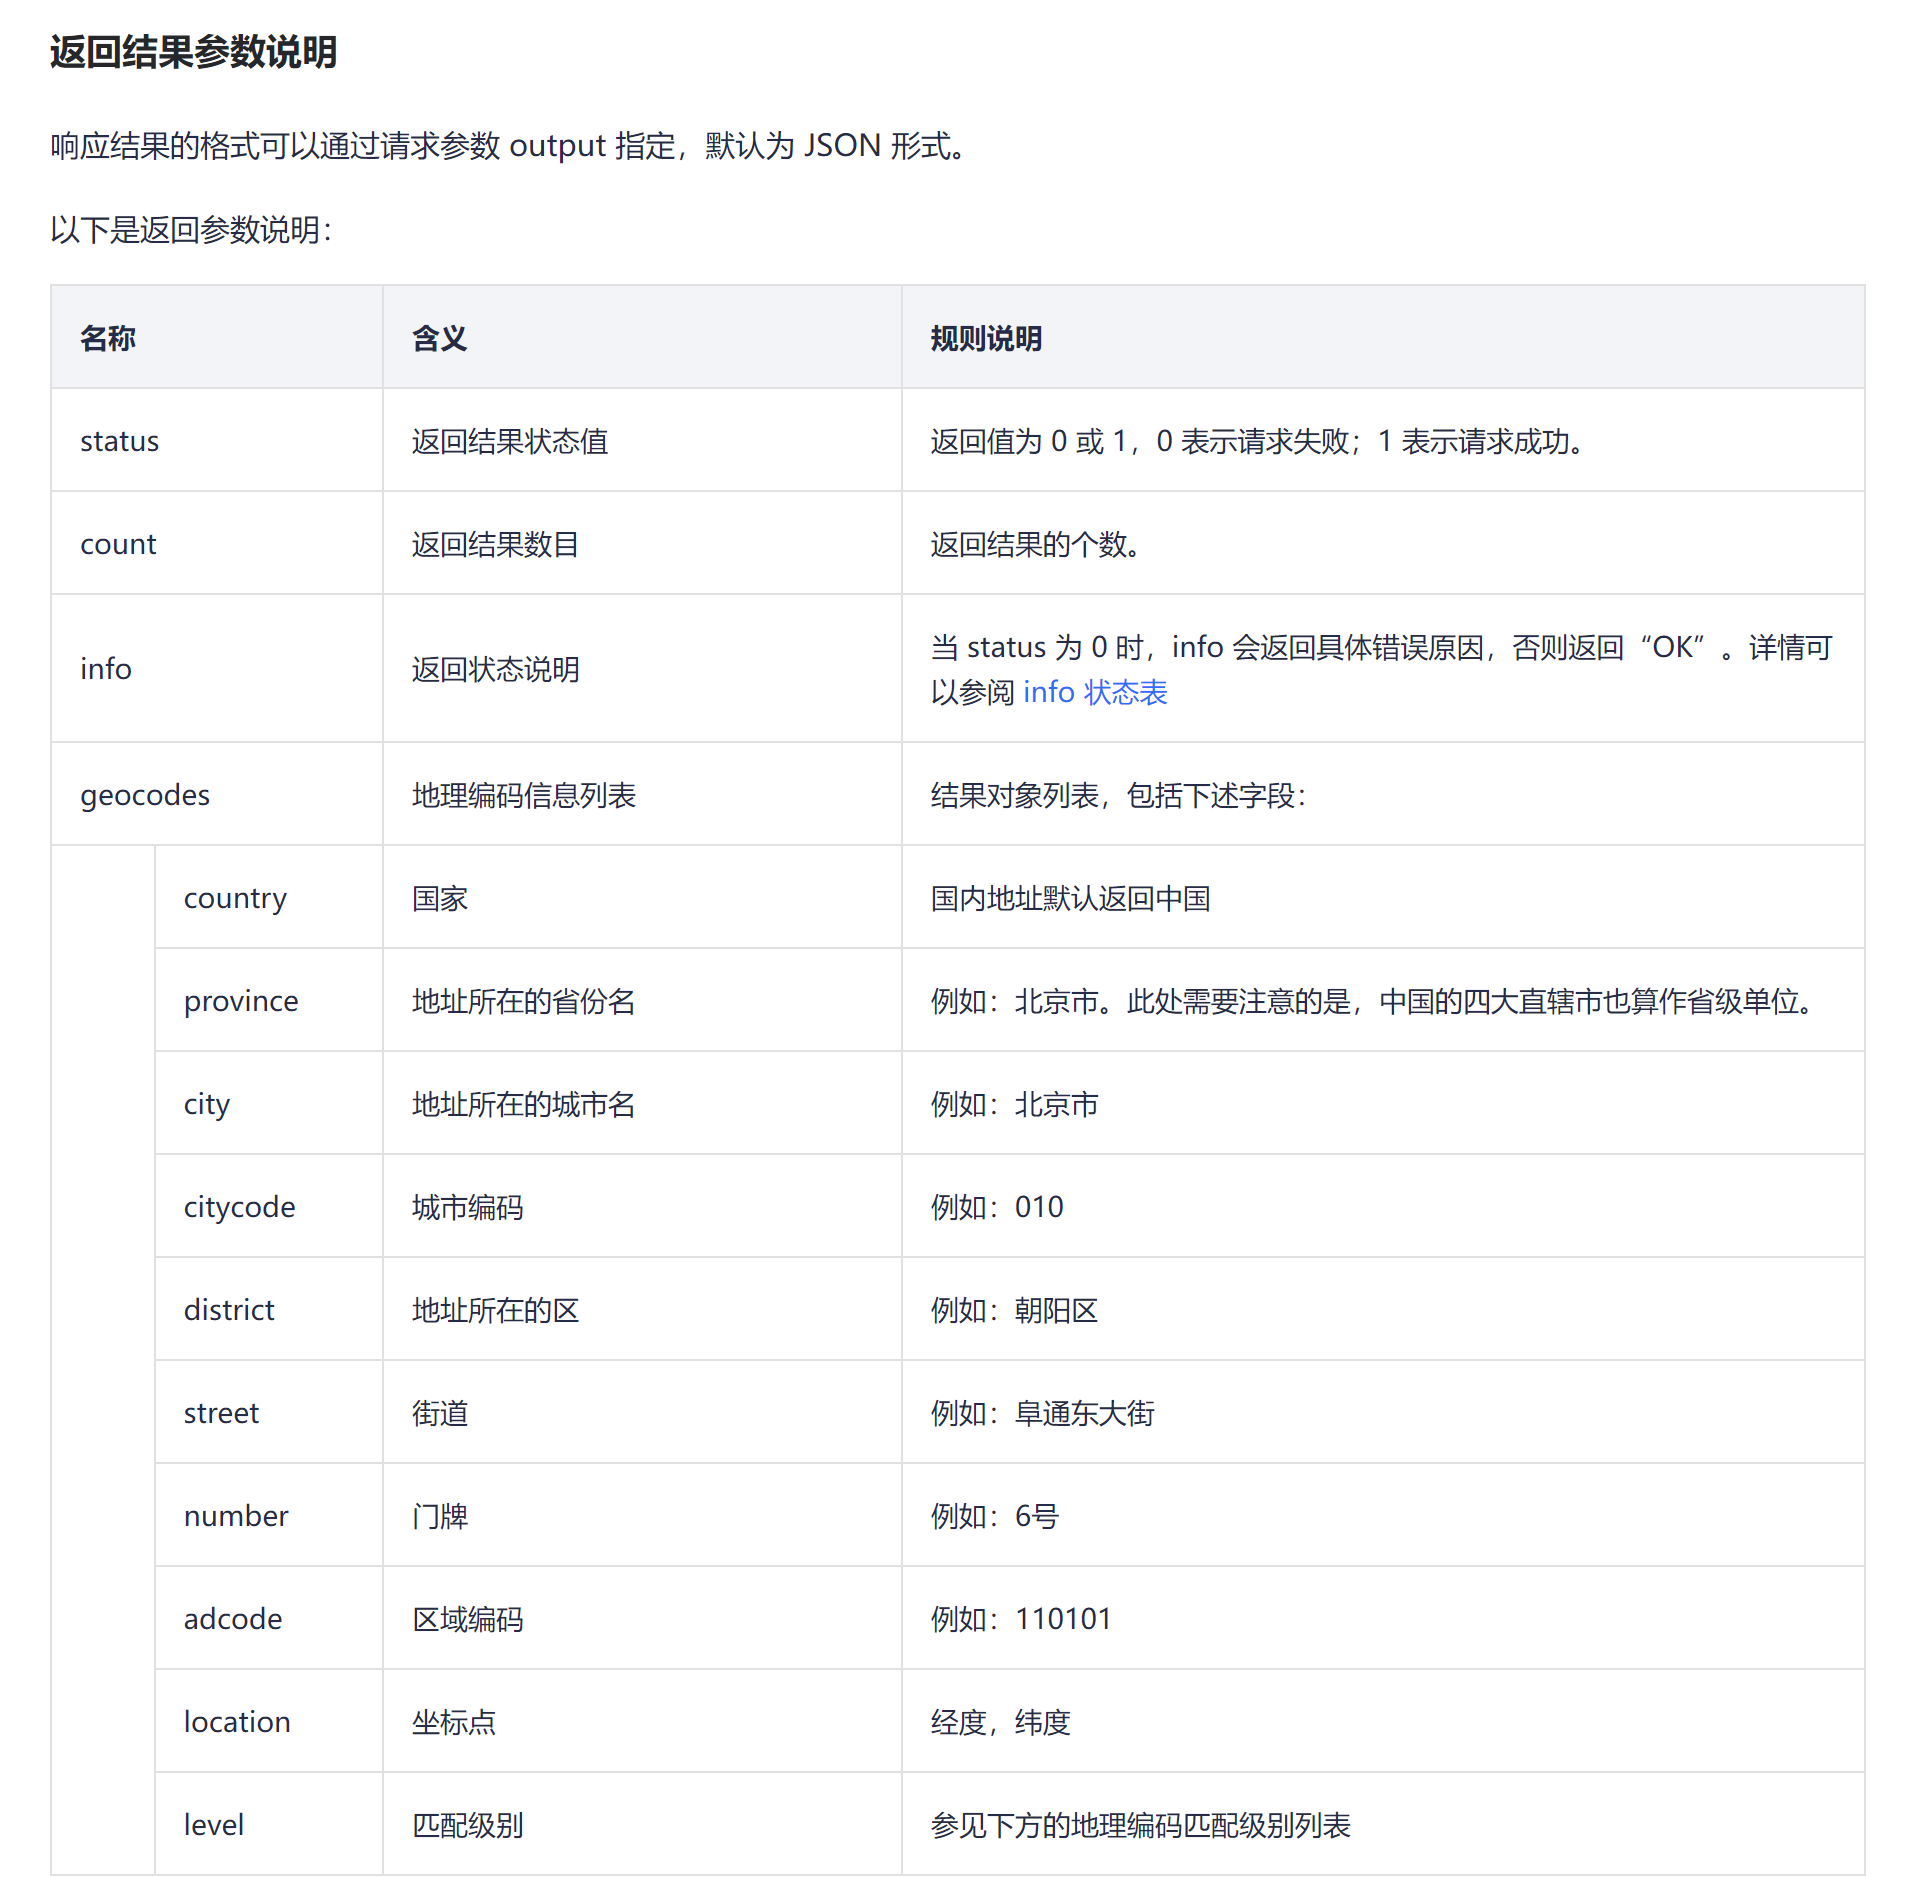 返回结果参数说明
响应结果的格式可以通过请求参数 output 指定，默认为 JSON 形式。
以下是返回参数说明：
名称 含义 规则说明
status 返回结果状态值 返回值为 0 或 1，0 表示请求失败；1 表示请求成功。
count 返回结果数目 返回结果的个数。
info 返回状态说明 当 status 为 0 时，info 会返回具体错误原因，否则返回“OK”。详情可
以参阅 info 状态表
geocodes 地理编码信息列表 结果对象列表，包括下述字段：
country 国家 国内地址默认返回中国
province 地址所在的省份名 例如：北京市。此处需要注意的是，中国的四大直辖市也算作省级单位。
city 地址所在的城市名 例如：北京市
citycode 城市编码 例如：010
district 地址所在的区 例如：朝阳区
street 街道 例如：阜通东大街
number 门牌 例如：6号
adcode 区域编码 例如：110101
location 坐标点 经度，纬度
level 匹配级别 参见下方的地理编码匹配级别列表